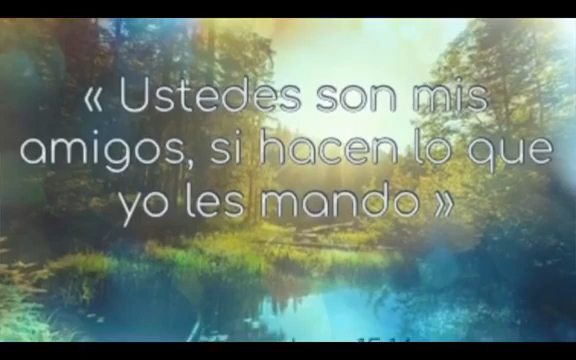 « Ustedes son mis
amigos, si hacen lo que
yo les mando »